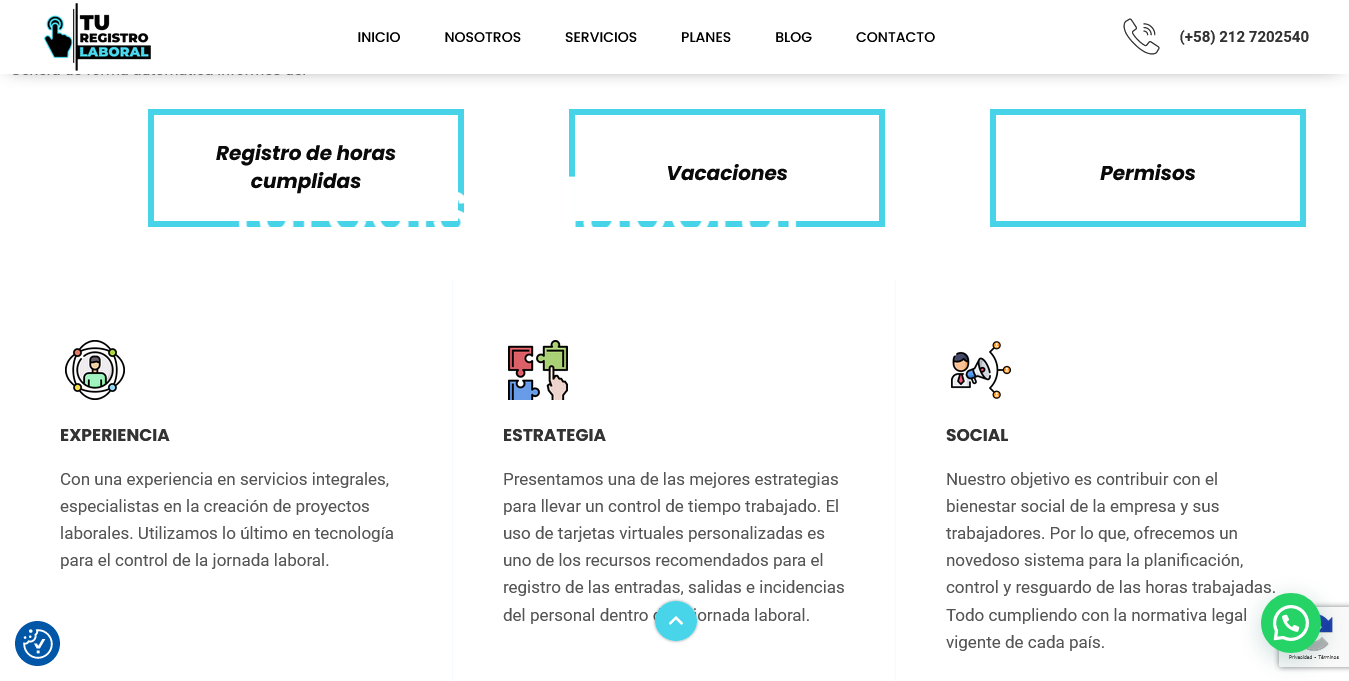 TU
REGISTRO
LABORAL
INICIO
NOSOTROS
SERVICIOS
PLANES
BLOG
CONTACTO
(+58) 212 7202540
Registro de horas
cumplidas
Vacaciones
Permisos
EXPERIENCIA
Con una experiencia en servicios integrales,
especialistas en la creación de proyectos
laborales. Utilizamos lo último en tecnología
para el control de la jornada laboral.
ESTRATEGIA
Presentamos una de las mejores estrategias
para llevar un control de tiempo trabajado. El
uso de tarjetas virtuales personalizadas es
uno de los recursos recomendados para el
registro de las entradas, salidas e incidencias
del personal dentro jornada laboral.
SOCIAL
Nuestro objetivo es contribuir con el
bienestar social de la empresa y sus
trabajadores. Por lo que, ofrecemos un
novedoso sistema para la planificación,
control y resguardo de las horas trabajadas.
Todo cumpliendo con la normativa legal
vigente de cada país.
Privacidad - Términos